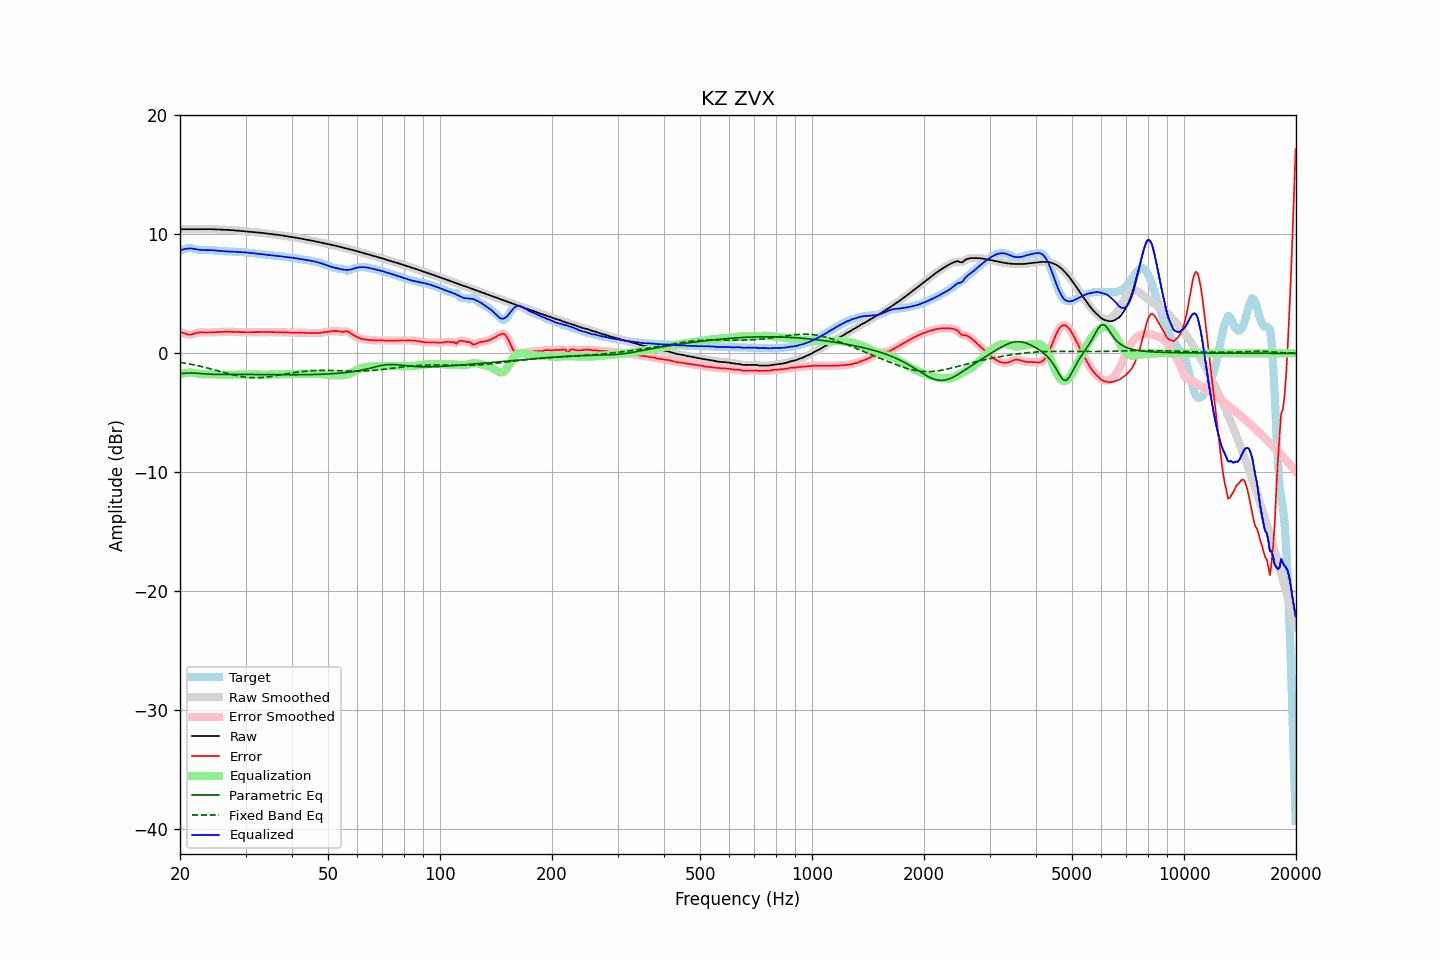 KZ ZVX
20
10
0
−10
−20
−30
−40
Amplitude (dBr)
Target
Raw Smoothed
Error Smoothed
Raw
Error
Equalization
Parametric Eq
Fixed Band Eq
Equalized
20 50 100 200 500 1000 2000 5000 10000 20000
Frequency (Hz)